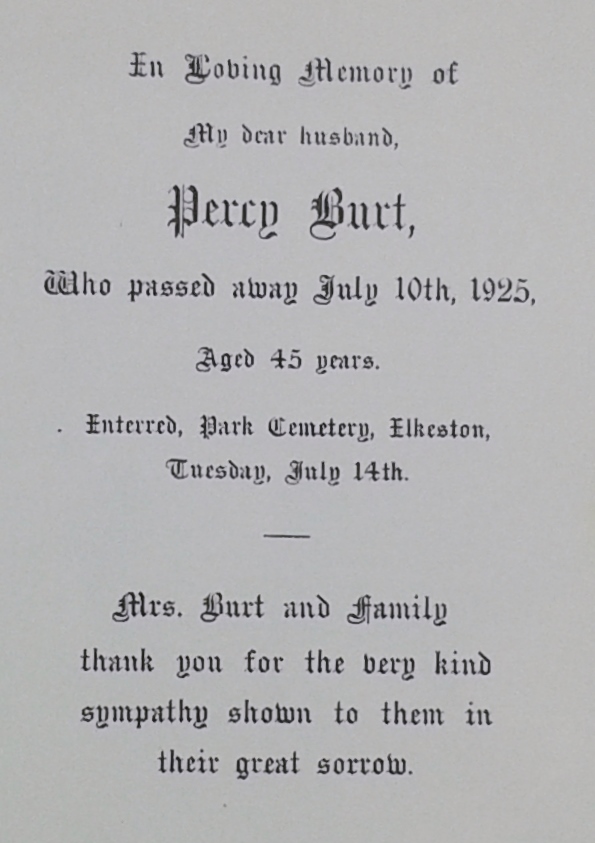 In Loving Memory of
My dear husband,
Percy Burt,
Who passed away July 10th, 1925,
Aged 45 years.
Interred, Park Cemetery, Ilkeston,
Tuesday, July 14th.
Mrs. Burt and Family
thank you for the very kind
sympathy shown to them in
their great sorrow.